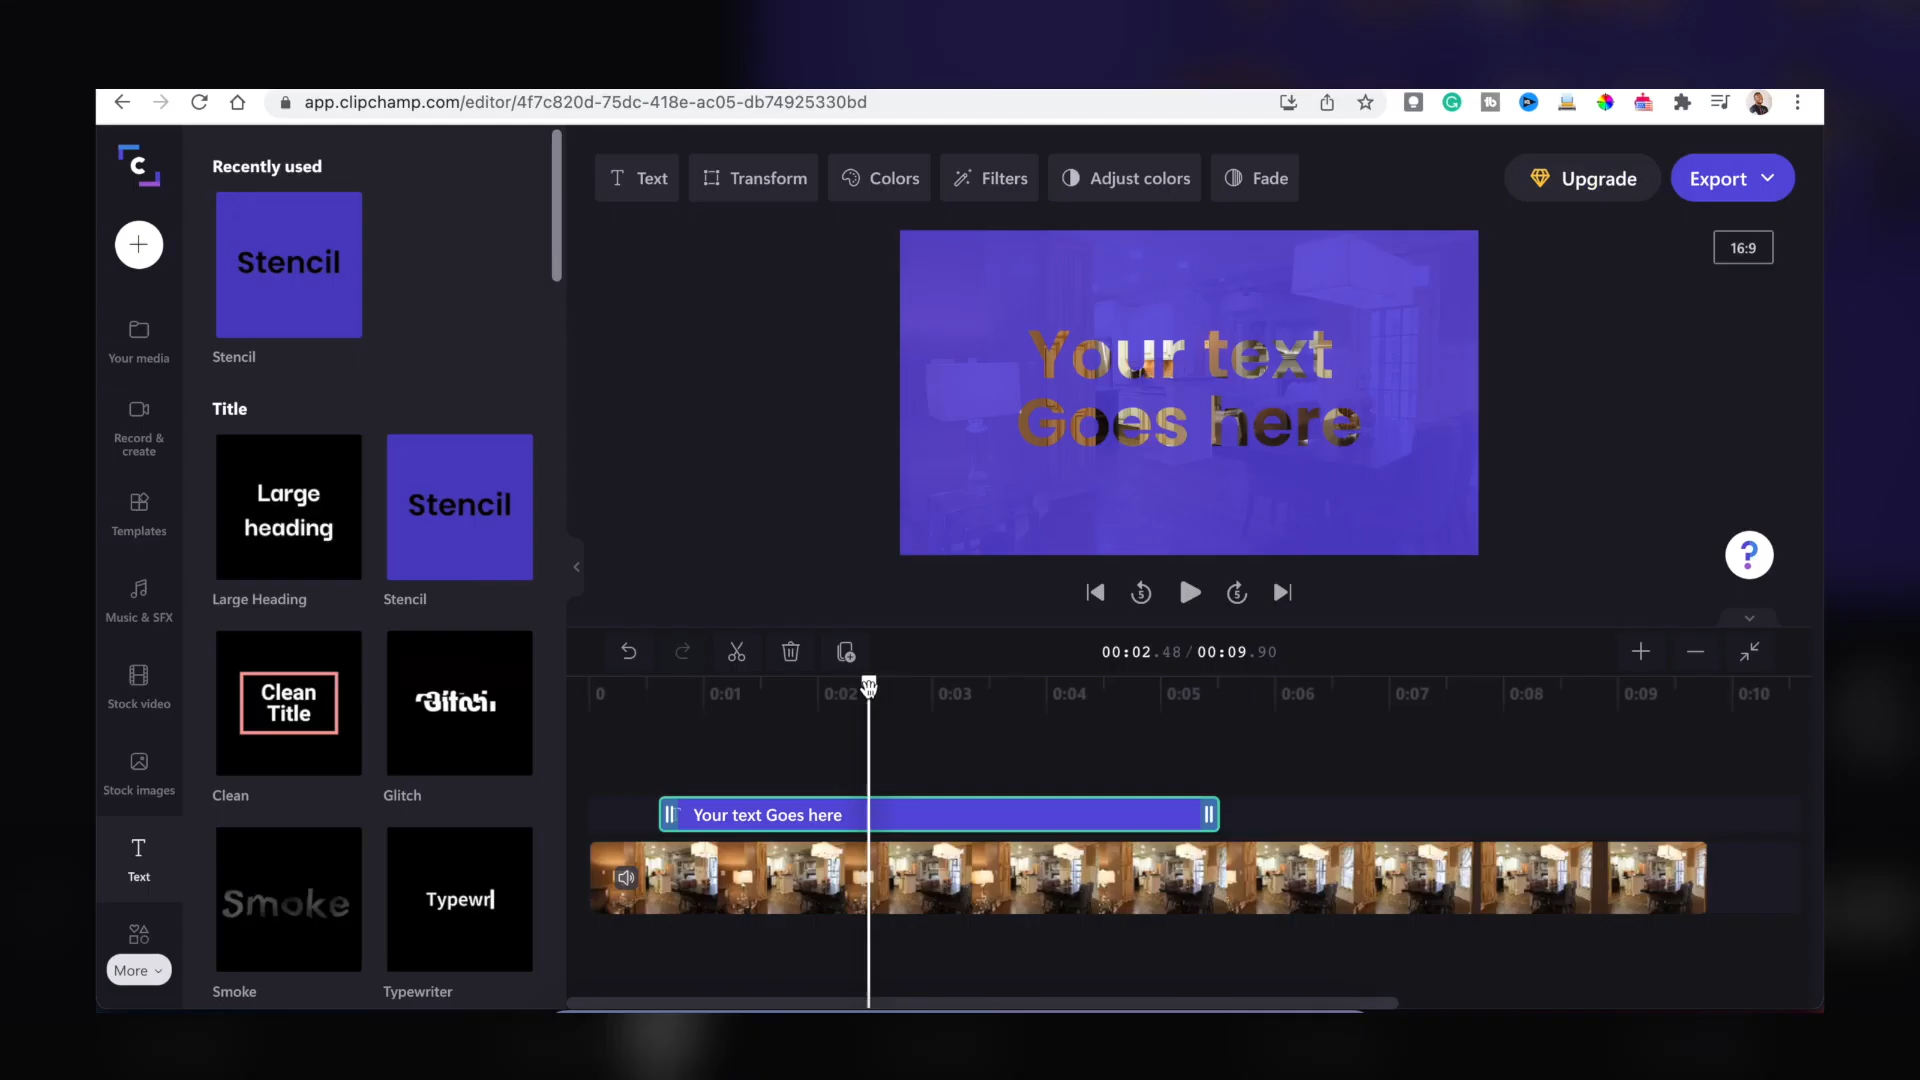 app.clipchamp.com/editor/4f7c820d-75dc-418e-ac05-db74925330bd
Recently used
Stencil
Stencil
Title
Large
heading
Large Heading
Stencil
Stencil
Clean
Title
Clean
Glitch
Glitch
Smoke
Smoke
Typewr
Typewriter
Your media
Record &
create
Templates
Music & SFX
Stock video
Stock images
Text
More
Text
Transform
Colors
Filters
Adjust colors
Fade
Upgrade
Export
16:9
Your text
Goes here
?
5
5
00:02.48/00:09.90
0
0:01
0:02
0:03
0:04
0:05
0:06
0:07
0:08
0:09
0:10
Your text Goes here